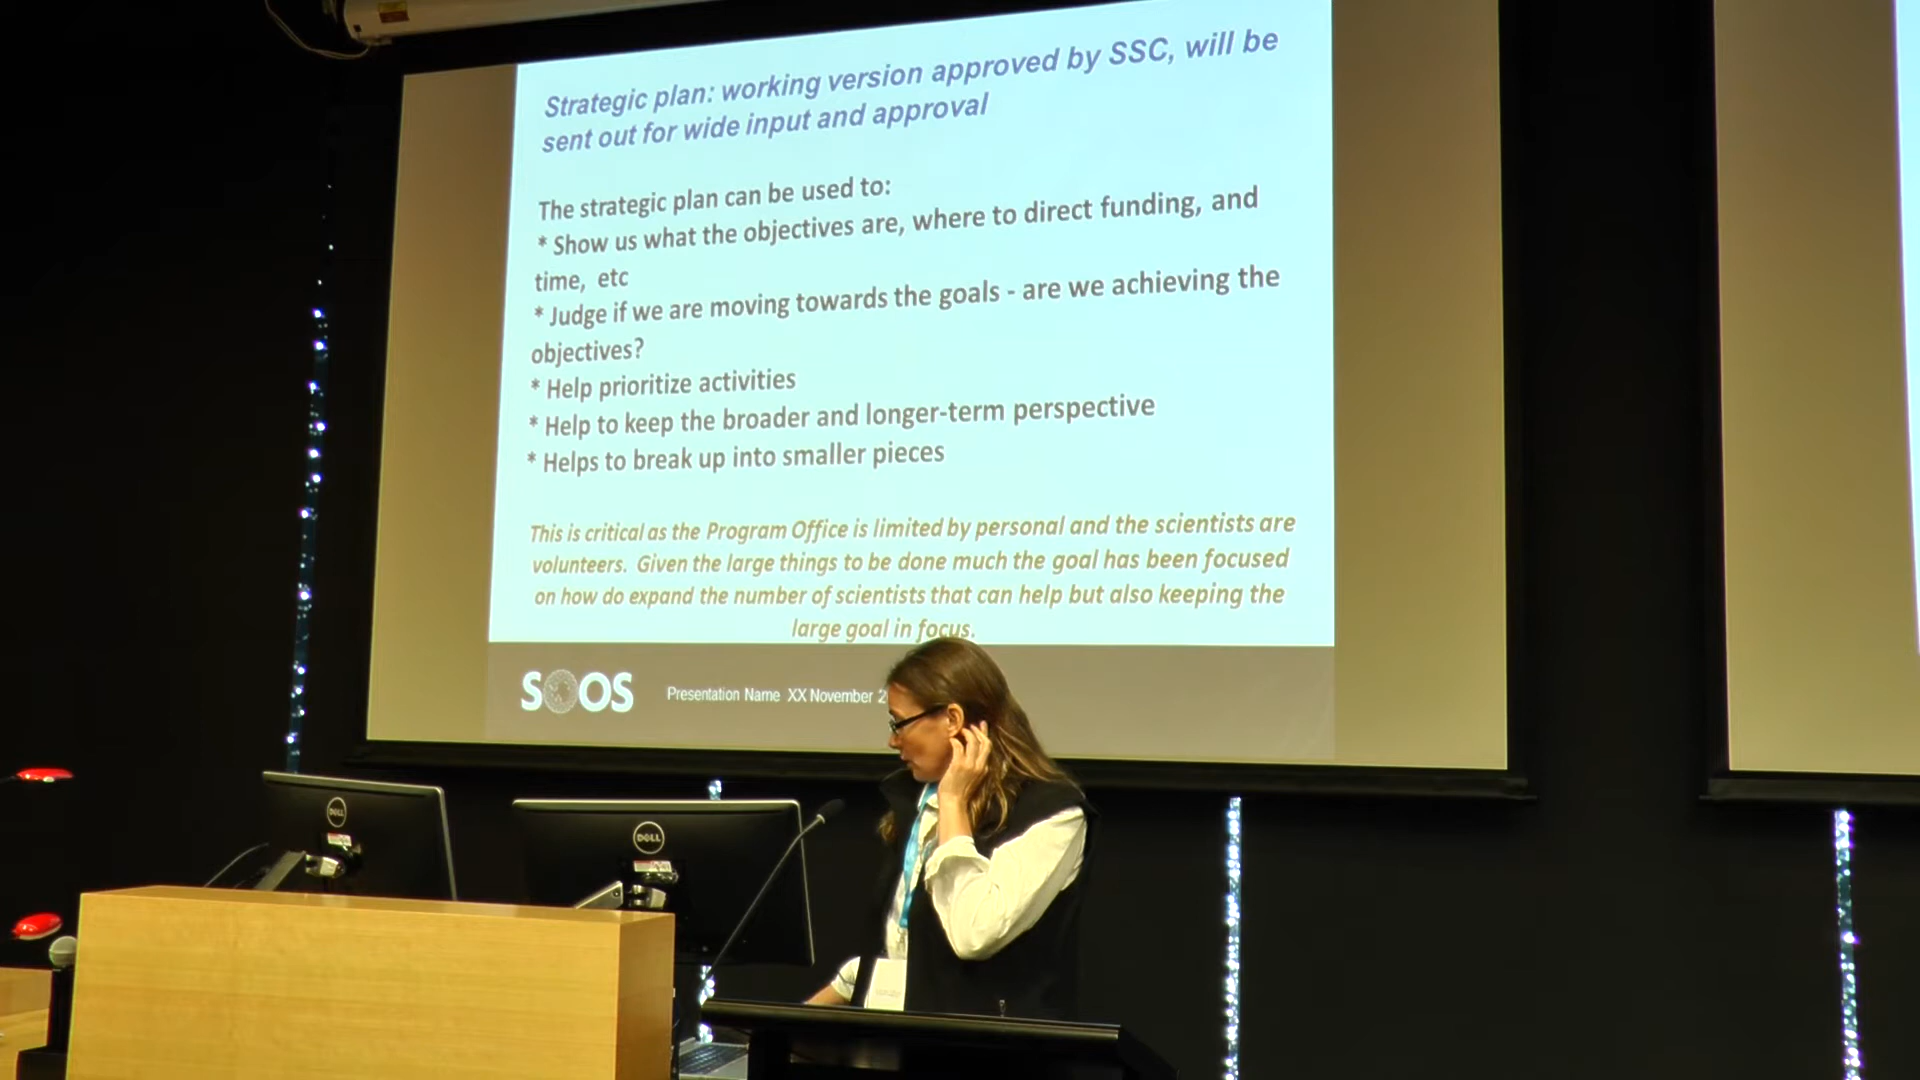 Strategic plan: working version approved by SSC, will be
sent out for wide input and approval
The strategic plan can be used to:
* Show us what the objectives are, where to direct funding, and
time, etc
* Judge if we are moving towards the goals - are we achieving the
objectives?
* Help prioritize activities
* Help to keep the broader and longer-term perspective
* Helps to break up into smaller pieces
This is critical as the Program Office is limited by personal and the scientists are
volunteers. Given the large things to be done much the goal has been focused
on how do expand the number of scientists that can help but also keeping the
large goal in focus.
SOOS
Presentation Name XX November 2
DELL
DELL